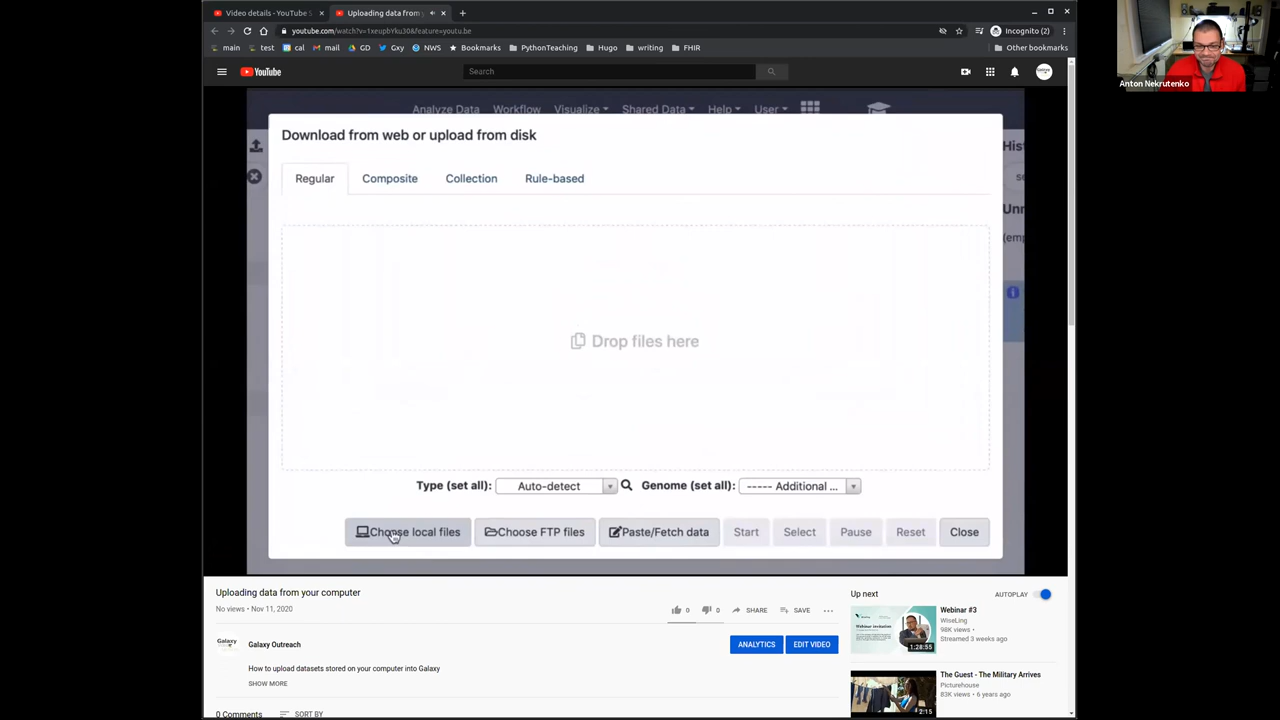 Video details - YouTube S
Uploading data from y
youtube.com/watch?v=1xeupbYku30&feature=youtu.be
Incognito (2)
main test cal mail GD Gxy NWS Bookmarks PythonTeaching Hugo writing FHIR Other bookmarks
Anton Nekrutenko
YouTube
Search
Analyze Data Workflow Visualize Shared Data Help User
Download from web or upload from disk
Regular Composite Collection Rule-based
Drop files here
Type (set all): Auto-detect Genome (set all): ----- Additional ...
Choose local files Choose FTP files Paste/Fetch data Start Select Pause Reset Close
Uploading data from your computer
No views • Nov 11, 2020
0 0 SHARE SAVE
Galaxy
Galaxy Outreach
ANALYTICS EDIT VIDEO
How to upload datasets stored on your computer into Galaxy
SHOW MORE
0 Comments SORT BY
Up next AUTOPLAY
Webinar #3
WiseLing
98K views •
Streamed 3 weeks ago
1:28:55
The Guest - The Military Arrives
Picturehouse
83K views • 6 years ago
2:15